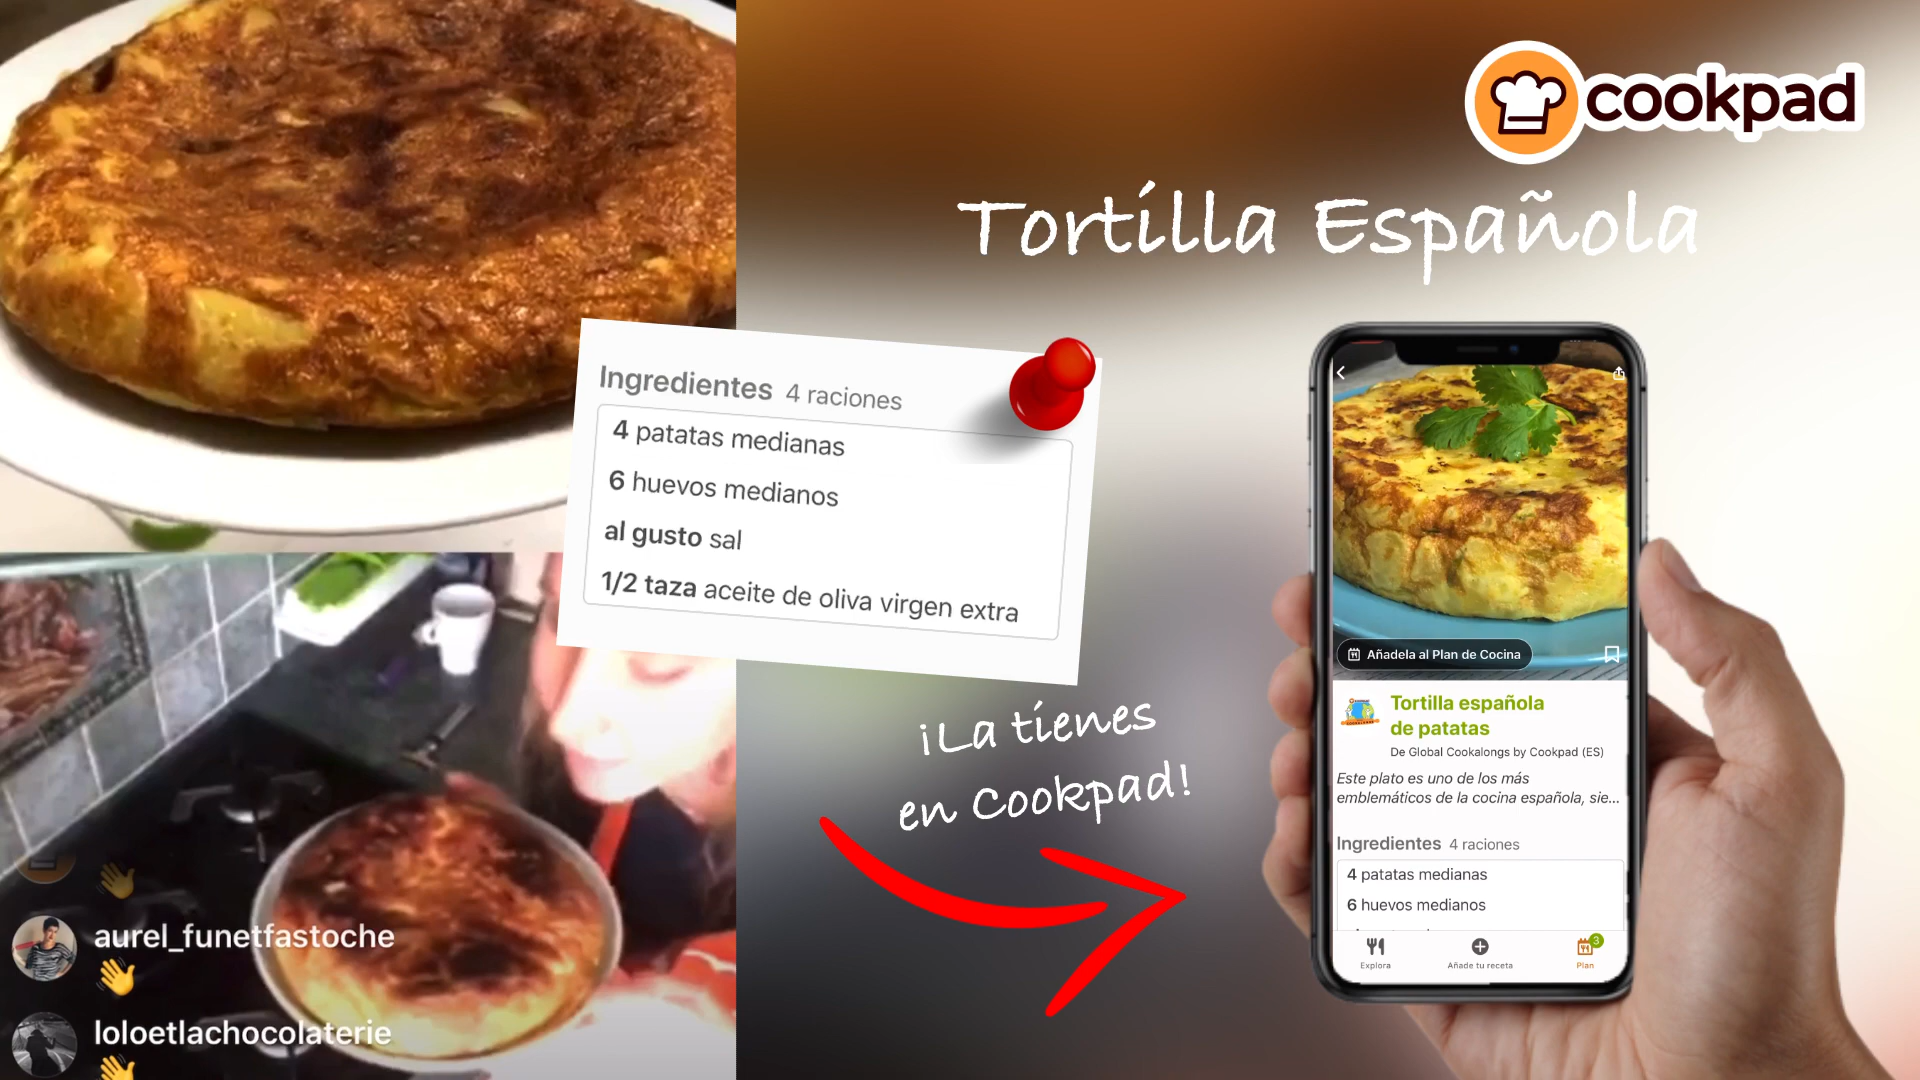 cookpad
Tortilla Española
Ingredientes 4 raciones
4 patatas medianas
6 huevos medianos
al gusto sal
1/2 taza aceite de oliva virgen extra
¡La tienes
en Cookpad!
aurel_funetfastoche
loloetlachocolaterie
Añadela al Plan de Cocina
Tortilla española
de patatas
De Global Cookalongs by Cookpad (ES)
Este plato es uno de los más
emblemáticos de la cocina española, sie...
Ingredientes 4 raciones
4 patatas medianas
6 huevos medianos
3
Explora
Añade tu receta
Plan